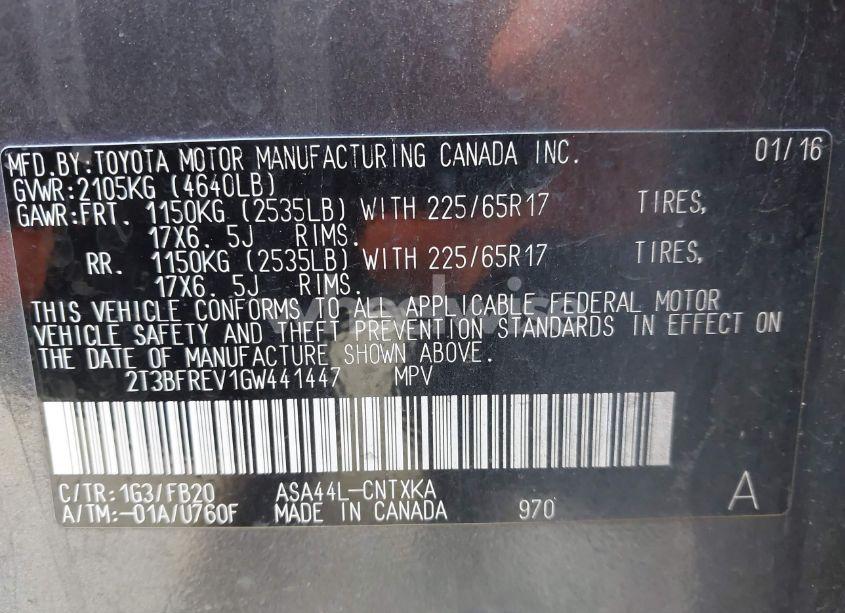 MFD.BY:TOYOTA MOTOR MANUFACTURING CANADA INC. 01/16
GVWR:2105KG (4640LB)
GAWR:FRT. 1150KG (2535LB) WITH 225/65R17 TIRES,
17X6. 5J RIMS.
RR. 1150KG (2535LB) WITH 225/65R17 TIRES,
17X6. 5J RIMS.
THIS VEHICLE CONFORMS TO ALL APPLICABLE FEDERAL MOTOR
VEHICLE SAFETY AND THEFT PREVENTION STANDARDS IN EFFECT ON
THE DATE OF MANUFACTURE SHOWN ABOVE.
2T3BFREV1GW441447 MPV
C/TR:1G3/FB20 ASA44L-CNTXKA A
A/TM:-01A/U760F MADE IN CANADA 970